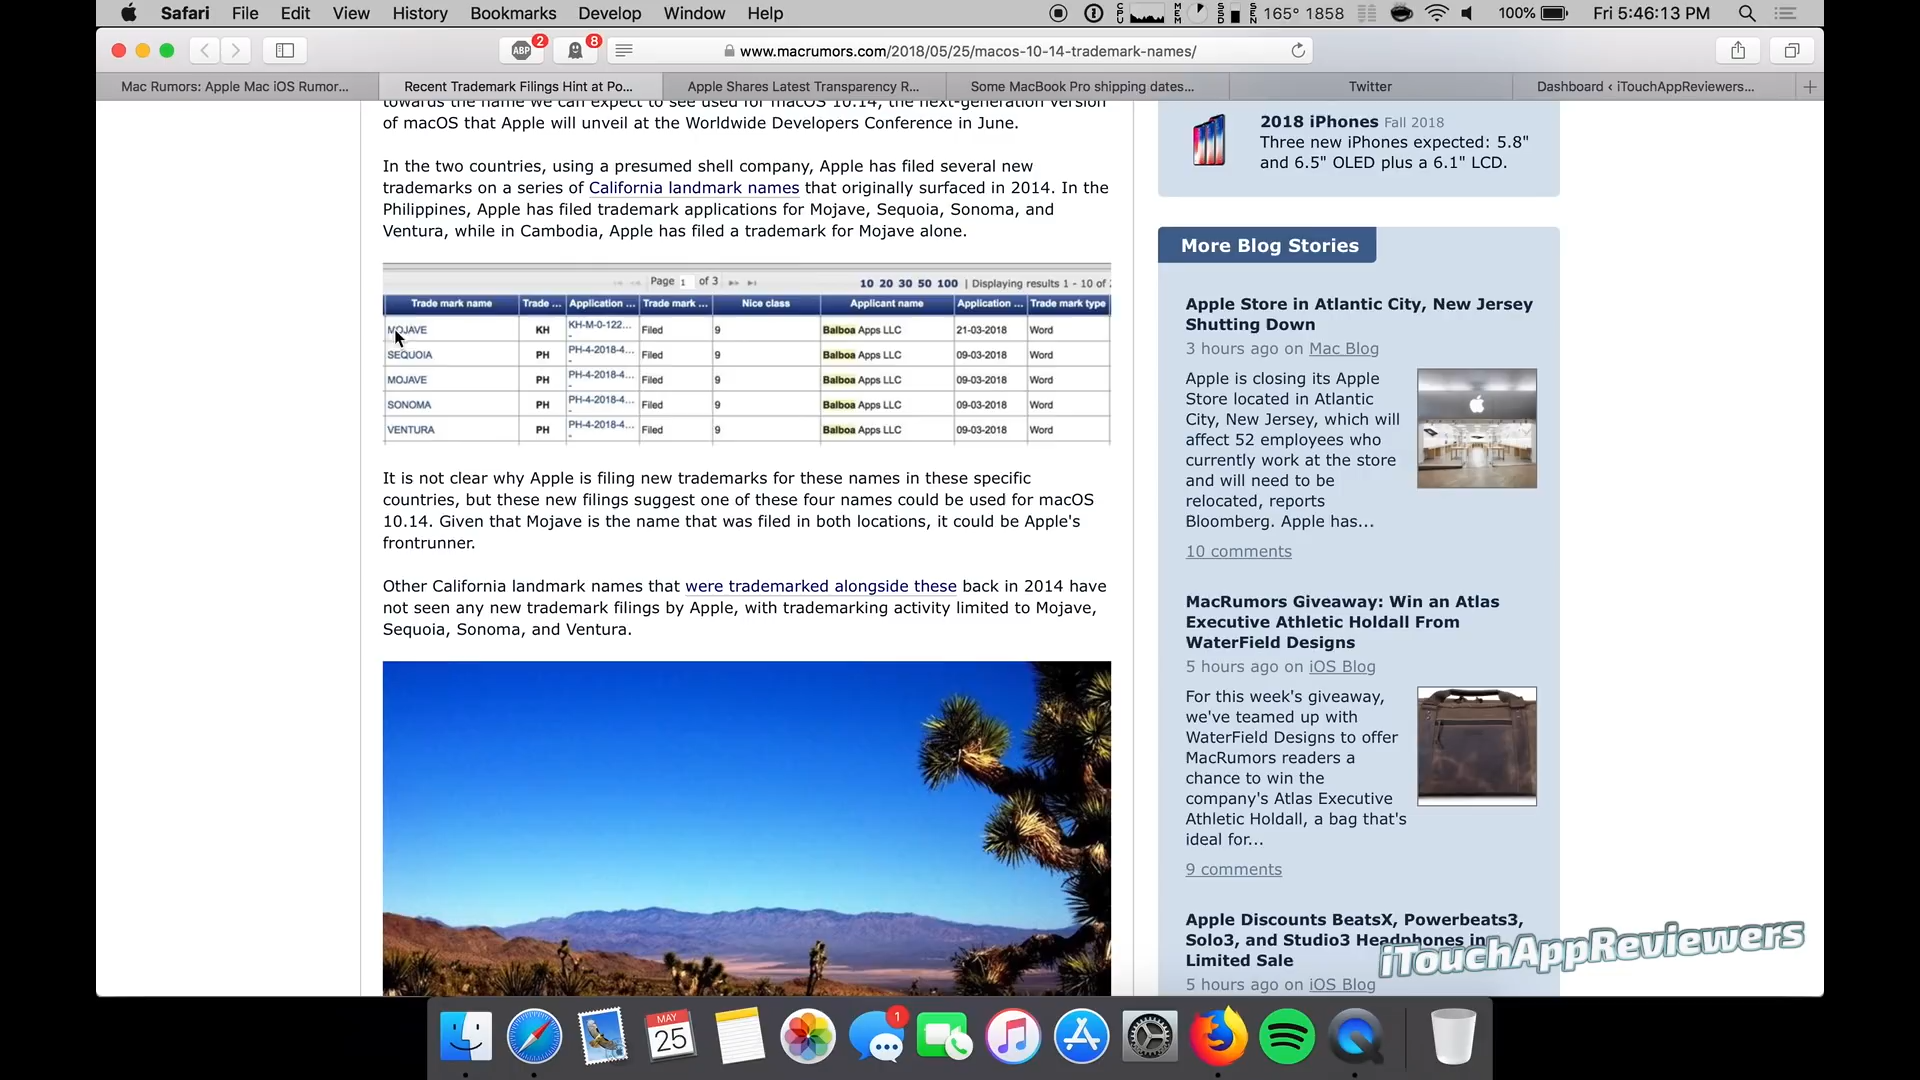 Safari File Edit View History Bookmarks Develop Window Help
CPU MEM SSD SEN 165° 1858 100% Fri 5:46:13 PM
ABP 2 8 www.macrumors.com/2018/05/25/macos-10-14-trademark-names/
Mac Rumors: Apple Mac iOS Rumor... Recent Trademark Filings Hint at Po... Apple Shares Latest Transparency R... Some MacBook Pro shipping dates... Twitter Dashboard ‹ iTouchAppReviewers...
towards the name we can expect to see used for macOS 10.14, the next-generation version
of macOS that Apple will unveil at the Worldwide Developers Conference in June.
In the two countries, using a presumed shell company, Apple has filed several new
trademarks on a series of California landmark names that originally surfaced in 2014. In the
Philippines, Apple has filed trademark applications for Mojave, Sequoia, Sonoma, and
Ventura, while in Cambodia, Apple has filed a trademark for Mojave alone.
Page 1 of 3 10 20 30 50 100 | Displaying results 1 - 10 of
Trade mark name Trade ... Application ... Trade mark ... Nice class Applicant name Application ... Trade mark type
MOJAVE KH KH-M-0-122... Filed 9 Balboa Apps LLC 21-03-2018 Word
-
SEQUOIA PH PH-4-2018-4... Filed 9 Balboa Apps LLC 09-03-2018 Word
-
MOJAVE PH PH-4-2018-4... Filed 9 Balboa Apps LLC 09-03-2018 Word
-
SONOMA PH PH-4-2018-4... Filed 9 Balboa Apps LLC 09-03-2018 Word
-
VENTURA PH PH-4-2018-4... Filed 9 Balboa Apps LLC 09-03-2018 Word
-
It is not clear why Apple is filing new trademarks for these names in these specific
countries, but these new filings suggest one of these four names could be used for macOS
10.14. Given that Mojave is the name that was filed in both locations, it could be Apple's
frontrunner.
Other California landmark names that were trademarked alongside these back in 2014 have
not seen any new trademark filings by Apple, with trademarking activity limited to Mojave,
Sequoia, Sonoma, and Ventura.
2018 iPhones Fall 2018
Three new iPhones expected: 5.8"
and 6.5" OLED plus a 6.1" LCD.
More Blog Stories
Apple Store in Atlantic City, New Jersey
Shutting Down
3 hours ago on Mac Blog
Apple is closing its Apple
Store located in Atlantic
City, New Jersey, which will
affect 52 employees who
currently work at the store
and will need to be
relocated, reports
Bloomberg. Apple has...
10 comments
MacRumors Giveaway: Win an Atlas
Executive Athletic Holdall From
WaterField Designs
5 hours ago on iOS Blog
For this week's giveaway,
we've teamed up with
WaterField Designs to offer
MacRumors readers a
chance to win the
company's Atlas Executive
Athletic Holdall, a bag that's
ideal for...
9 comments
Apple Discounts BeatsX, Powerbeats3,
Solo3, and Studio3 Headphones in
Limited Sale
5 hours ago on iOS Blog
iTouchAppReviewers
MAY
25
1